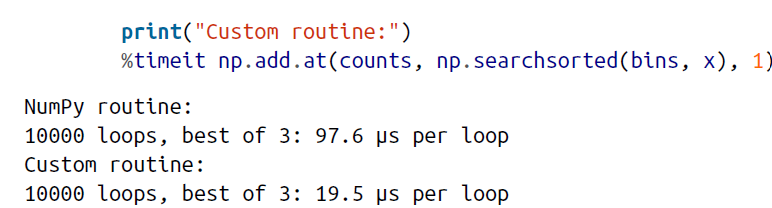 print("Custom routine:")
%timeit np.add.at(counts, np.searchsorted(bins, x), 1)
NumPy routine:
10000 loops, best of 3: 97.6 µs per loop
Custom routine:
10000 loops, best of 3: 19.5 µs per loop